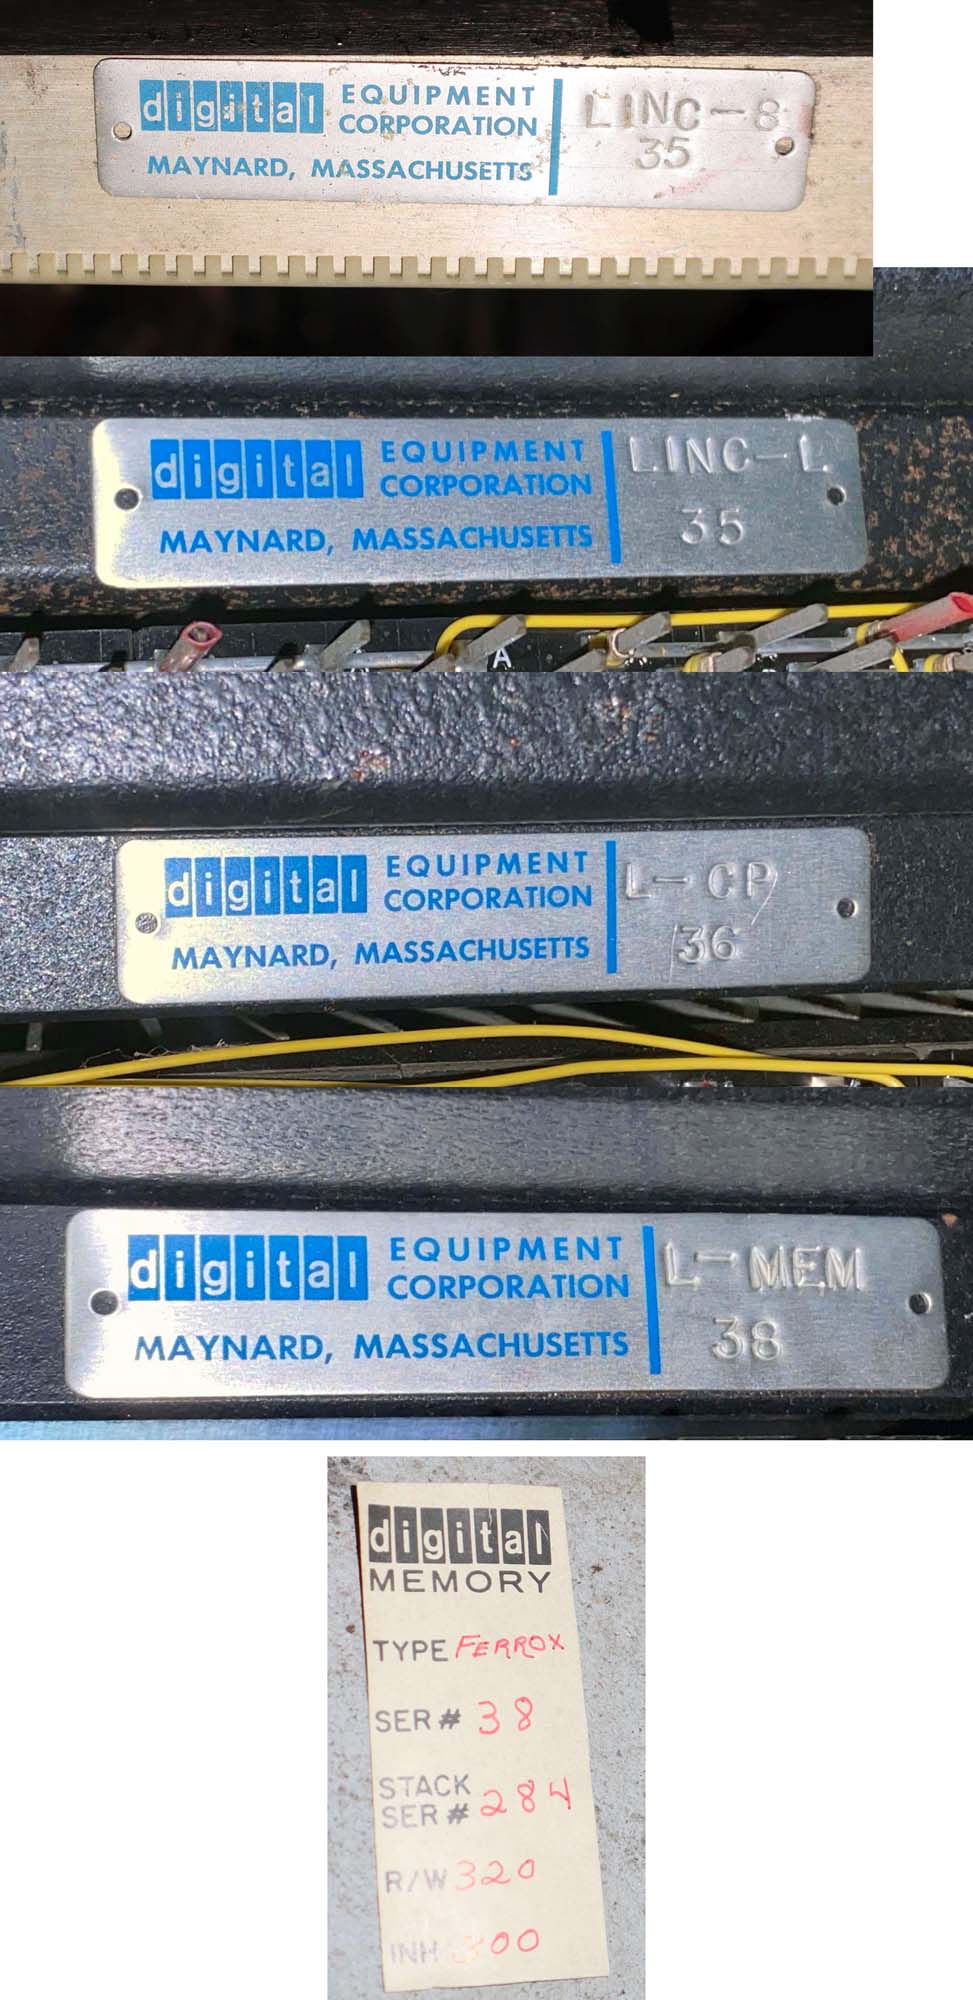 digital EQUIPMENT CORPORATION LINC-8
MAYNARD, MASSACHUSETTS 35
digital EQUIPMENT CORPORATION LINC-L
MAYNARD, MASSACHUSETTS 35
A
digital EQUIPMENT CORPORATION L-CP
MAYNARD, MASSACHUSETTS 36
digital EQUIPMENT CORPORATION L-MEM
MAYNARD, MASSACHUSETTS 38
digital
MEMORY
TYPE FERROX
SER# 38
STACK
SER# 284
R/W 320
INH 300